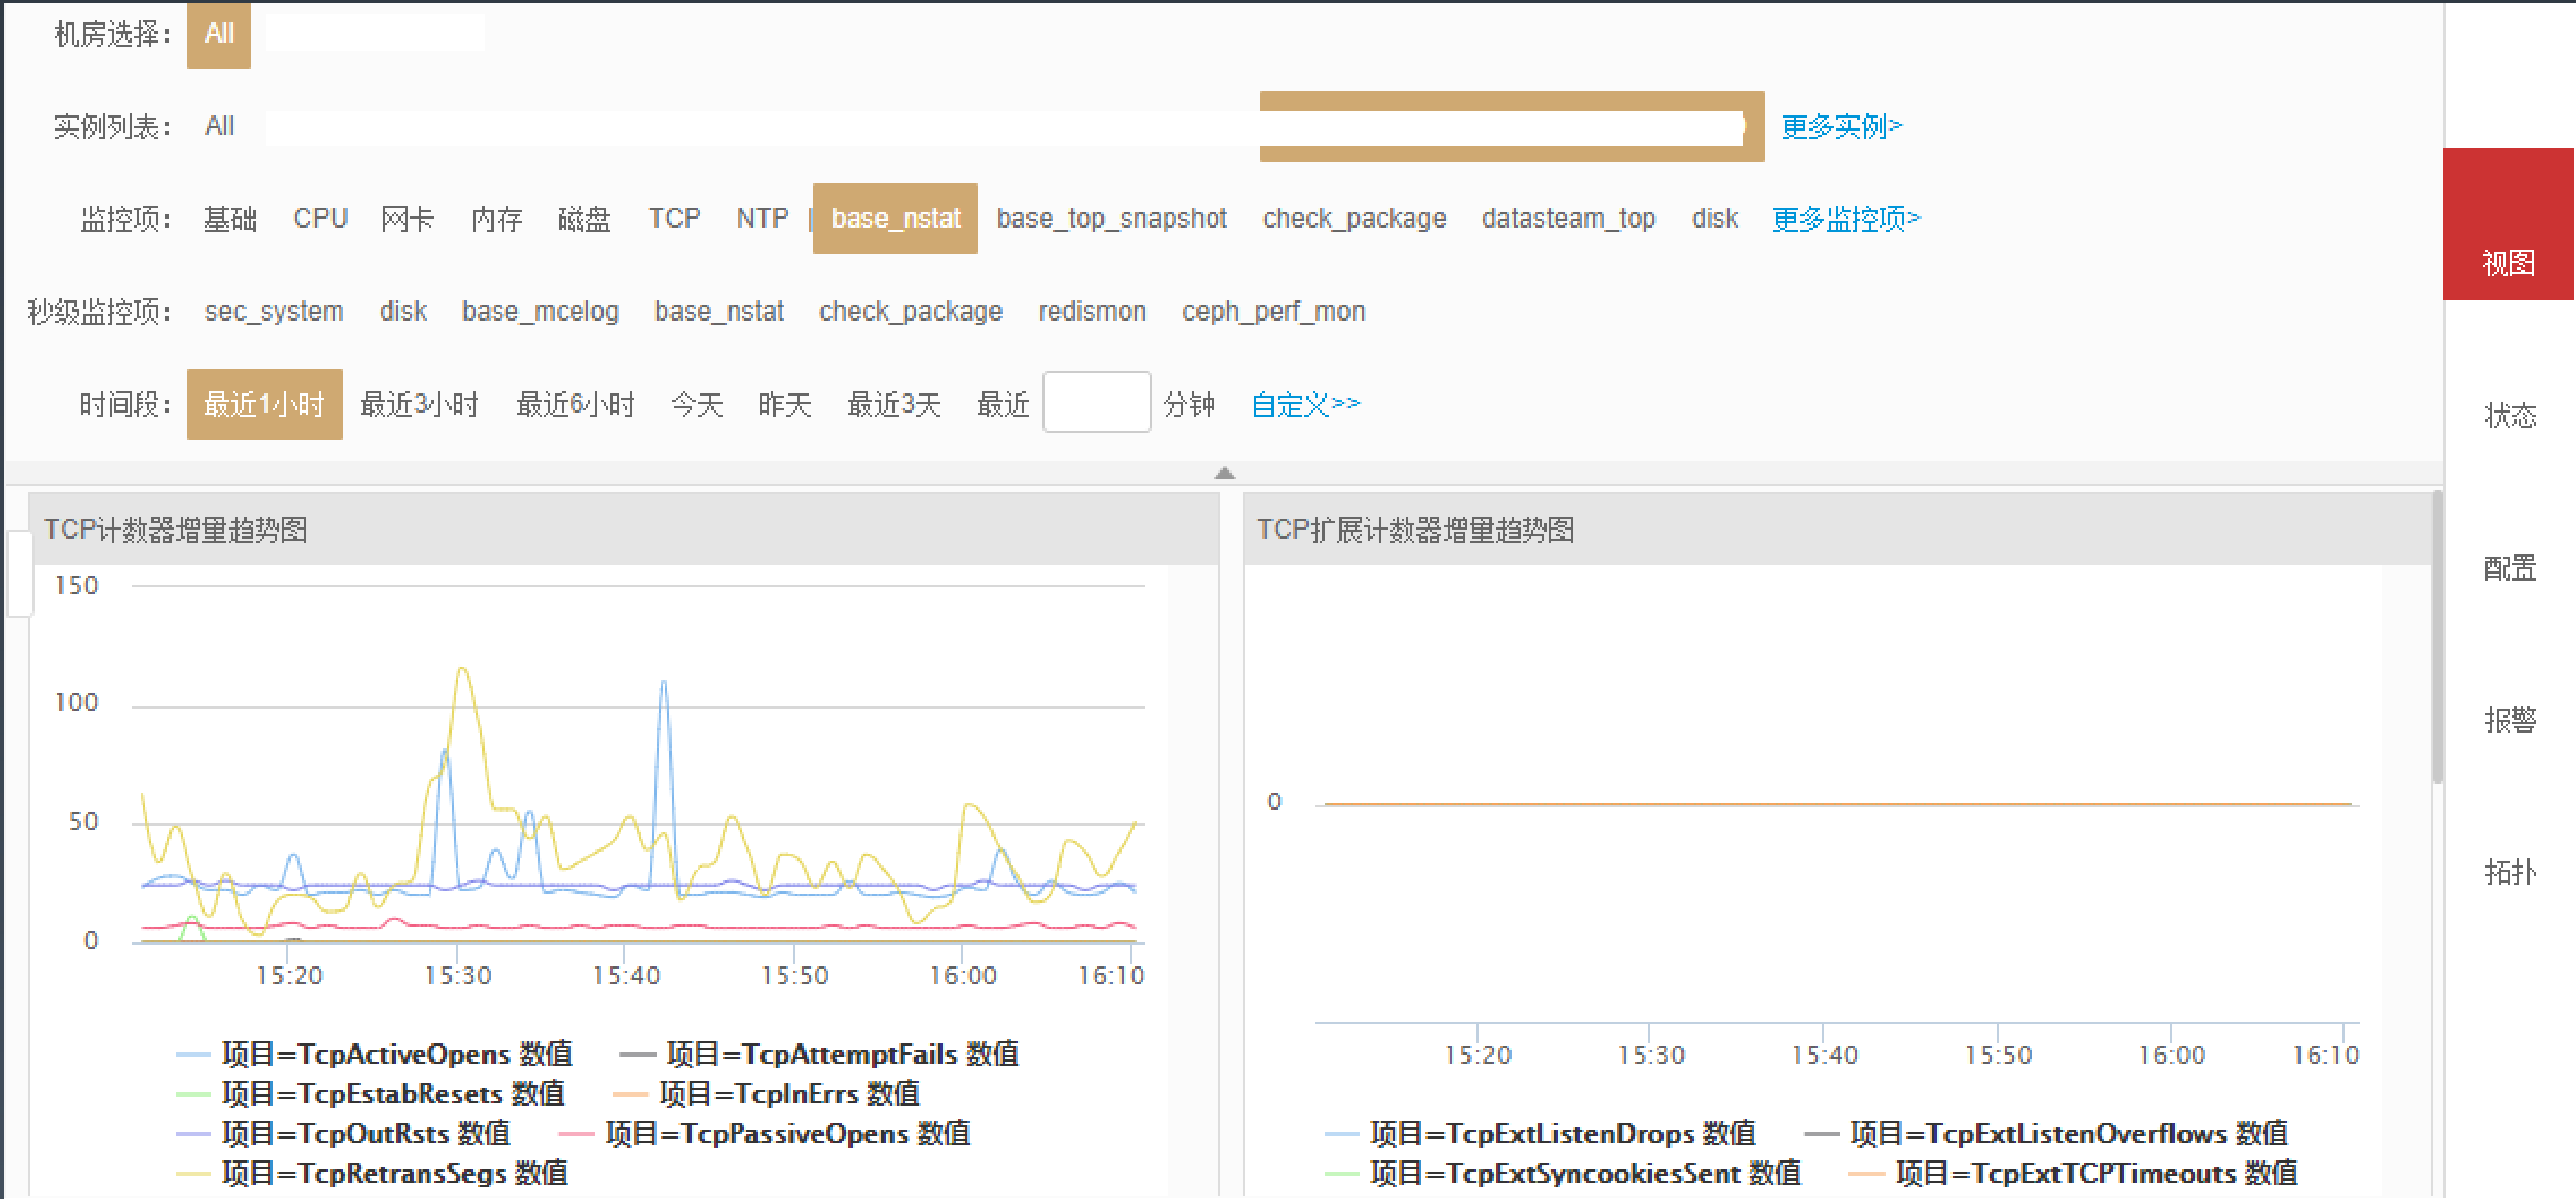 机房选择： All
实例列表： All 更多实例>
监控项： 基础 CPU 网卡 内存 磁盘 TCP NTP | base_nstat base_top_snapshot check_package datasteam_top disk 更多监控项>
秒级监控项： sec_system disk base_mcelog base_nstat check_package redismon ceph_perf_mon
时间段： 最近1小时 最近3小时 最近6小时 今天 昨天 最近3天 最近 分钟 自定义>>
视图
状态
配置
报警
拓扑
TCP计数器增量趋势图
150
100
50
0
15:20 15:30 15:40 15:50 16:00 16:10
项目=TcpActiveOpens 数值 项目=TcpAttemptFails 数值
项目=TcpEstabResets 数值 项目=TcpInErrs 数值
项目=TcpOutRsts 数值 项目=TcpPassiveOpens 数值
项目=TcpRetransSegs 数值
TCP扩展计数器增量趋势图
0
15:20 15:30 15:40 15:50 16:00 16:10
项目=TcpExtListenDrops 数值 项目=TcpExtListenOverflows 数值
项目=TcpExtSyncookiesSent 数值 项目=TcpExtTCPTimeouts 数值